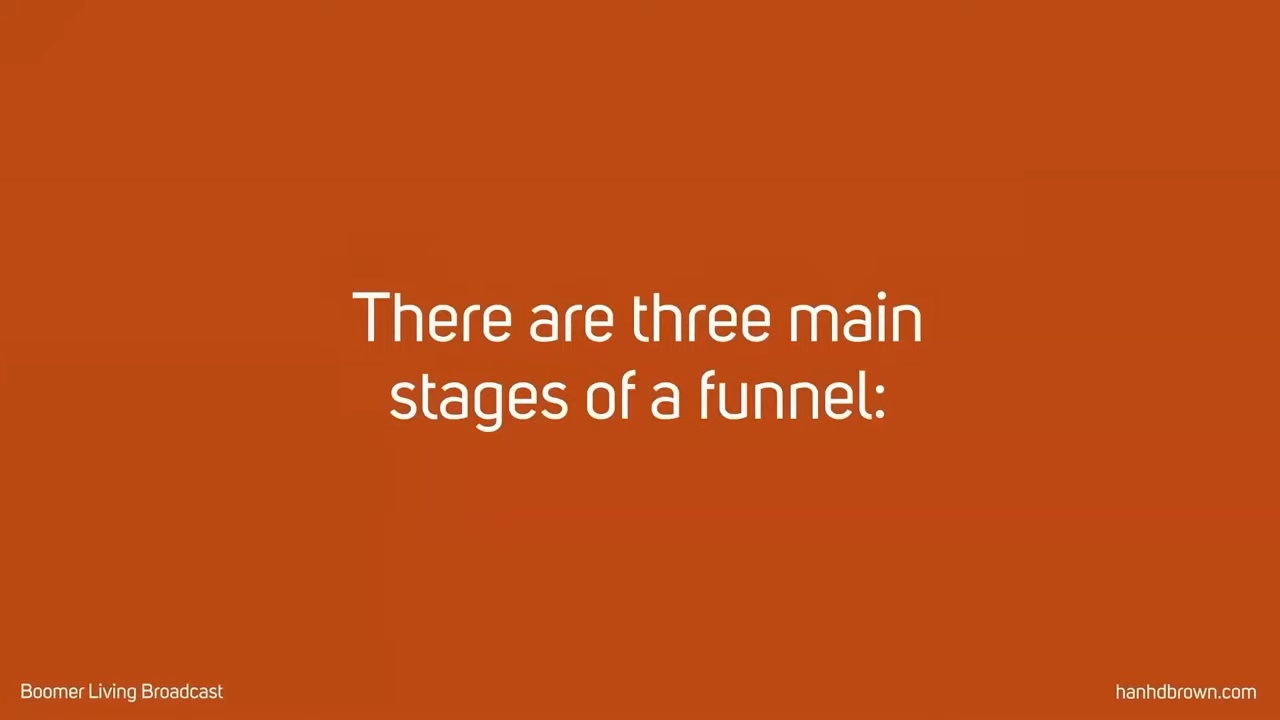 There are three main
stages of a funnel:
Boomer Living Broadcast
hanhdbrown.com